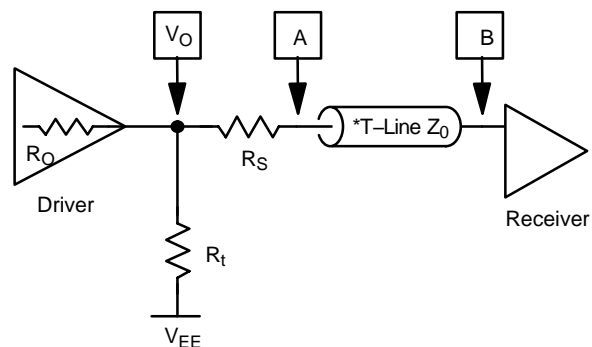 V_O
A
B
*T–Line Z_0
R_O
R_S
Driver
Receiver
R_t
V_EE